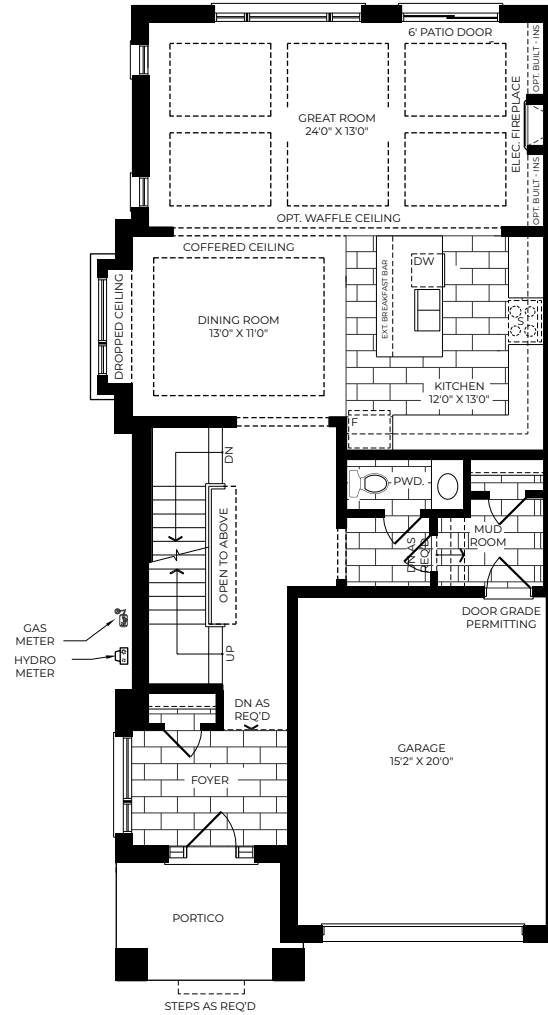 6' PATIO DOOR
OPT. BUILT - INS
GREAT ROOM
24'0" X 13'0"
ELEC. FIREPLACE
OPT. BUILT - INS
OPT. WAFFLE CEILING
COFFERED CEILING
DROPPED CEILING
DINING ROOM
13'0" X 11'0"
EXT. BREAKFAST BAR
DW
S
KITCHEN
12'0" X 13'0"
F
DN
PWD.
OPEN TO ABOVE
DN AS
REQ'D
MUD
ROOM
DOOR GRADE
PERMITTING
GAS
METER
HYDRO
METER
UP
DN AS
REQ'D
GARAGE
15'2" X 20'0"
FOYER
PORTICO
STEPS AS REQ'D